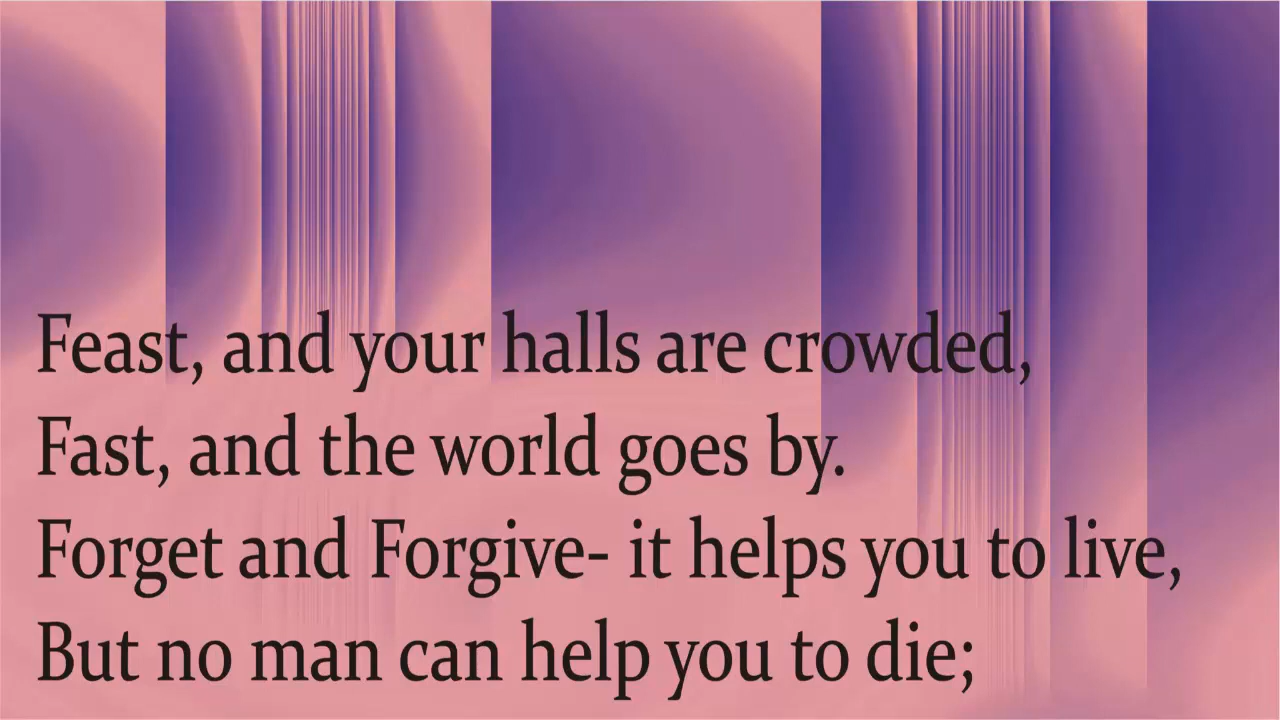 Feast, and your halls are crowded,
Fast, and the world goes by.
Forget and Forgive- it helps you to live,
But no man can help you to die;